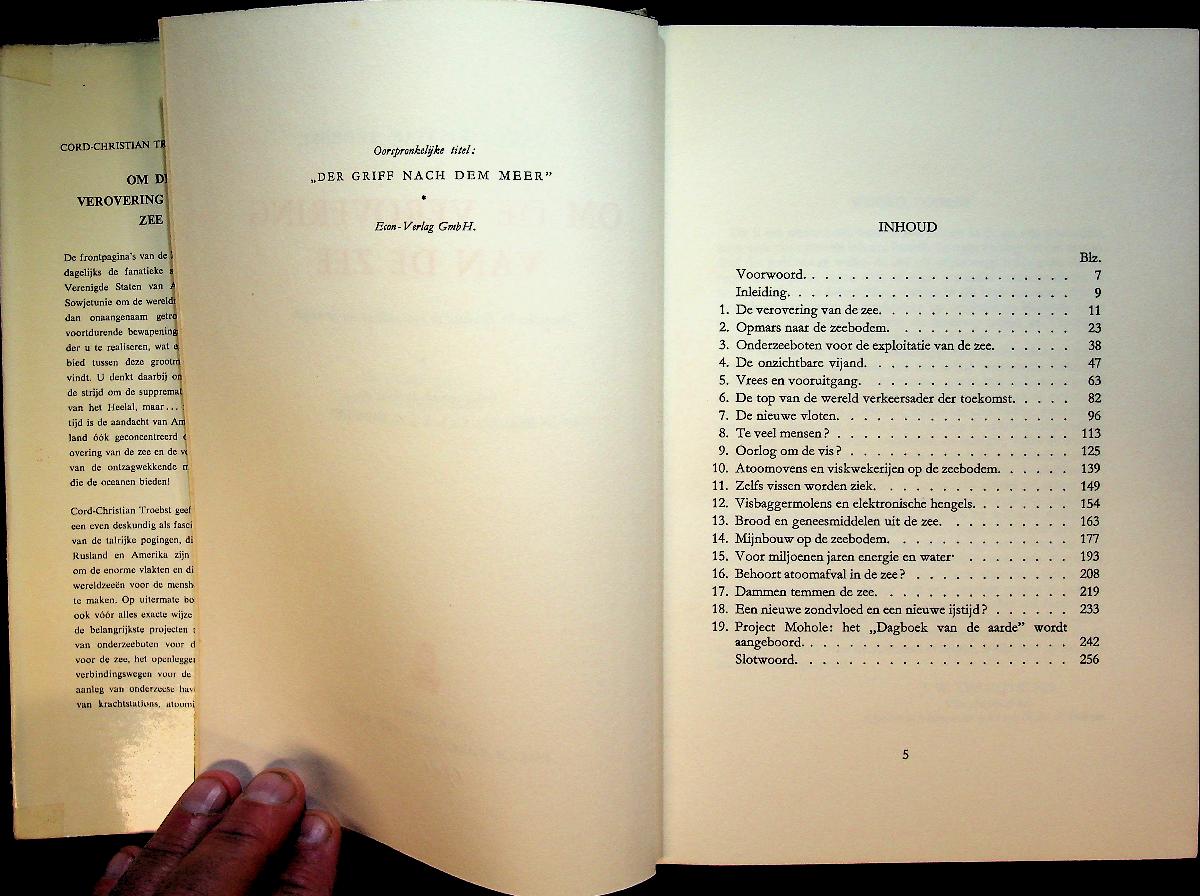 CORD-CHRISTIAN
OM
VEROVERING
ZEE
De frontpagina's van de
dagelijks de fanatieke
Verenigde Staten van
Sowjetunie om de
dan onaangenaam
voortdurende bewapening
der u te realiseren, wat
bied tussen deze
vindt. U denkt daarbij
de strijd om de
van het Heelal, maar...
tijd is de aandacht van
land óók geconcentreerd
overing van de zee en de
van de ontzagwekkende
die de oceanen bieden!
Cord-Christian Troebst geef
een even deskundig als
van de talrijke pogingen,
Rusland en Amerika zijn
om de enorme vlakten en
wereldzeeën voor de
te maken. Op uitermate
ook vóór alles exacte wijze
de belangrijkste projecten
van onderzeeboten voor
voor de zee, het
verbindingswegen voor de
aanleg van onderzeese
van krachtstations,
Oorspronkelijke titel:
„DER GRIFF NACH DEM MEER”
*
Econ-Verlag GmbH.
INHOUD
Blz.
Voorwoord. . . . . . . . . . . . . . . . . . . . . . 7
Inleiding. . . . . . . . . . . . . . . . . . . . . . . 9
1. De verovering van de zee. . . . . . . . . . . . . . . 11
2. Opmars naar de zeebodem. . . . . . . . . . . . . . . 23
3. Onderzeeboten voor de exploitatie van de zee. . . . . . 38
4. De onzichtbare vijand. . . . . . . . . . . . . . . . . 47
5. Vrees en vooruitgang. . . . . . . . . . . . . . . . . 63
6. De top van de wereld verkeersader der toekomst. . . . . 82
7. De nieuwe vloten. . . . . . . . . . . . . . . . . . . 96
8. Te veel mensen? . . . . . . . . . . . . . . . . . . . 113
9. Oorlog om de vis? . . . . . . . . . . . . . . . . . . 125
10. Atoomovens en viskwekerijen op de zeebodem. . . . . . 139
11. Zelfs vissen worden ziek. . . . . . . . . . . . . . . 149
12. Visbaggermolens en elektronische hengels. . . . . . . . 154
13. Brood en geneesmiddelen uit de zee. . . . . . . . . . . 163
14. Mijnbouw op de zeebodem. . . . . . . . . . . . . . . 177
15. Voor miljoenen jaren energie en water . . . . . . . . . 193
16. Behoort atoomafval in de zee? . . . . . . . . . . . . . 208
17. Dammen temmen de zee. . . . . . . . . . . . . . . . 219
18. Een nieuwe zondvloed en een nieuwe ijstijd? . . . . . . 233
19. Project Mohole: het „Dagboek van de aarde” wordt
aangeboord. . . . . . . . . . . . . . . . . . . . . . 242
Slotwoord. . . . . . . . . . . . . . . . . . . . . . . 256
5